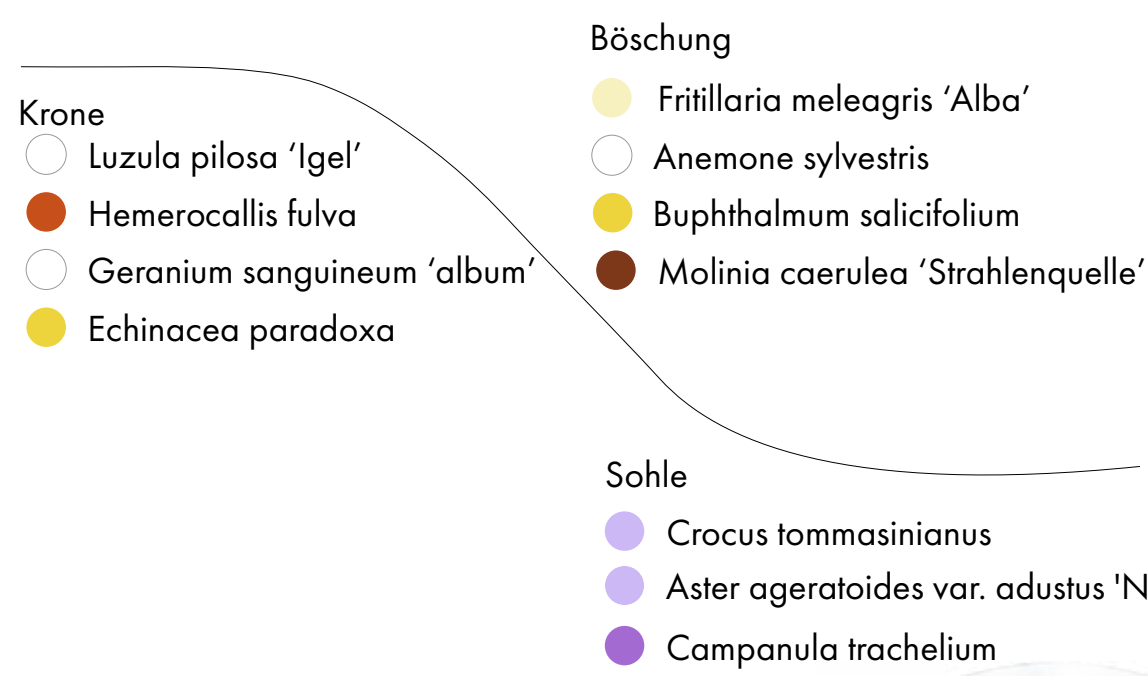 Krone
Luzula pilosa ‘Igel’
Hemerocallis fulva
Geranium sanguineum ‘album’
Echinacea paradoxa
Böschung
Fritillaria meleagris ‘Alba’
Anemone sylvestris
Buphthalmum salicifolium
Molinia caerulea ‘Strahlenquelle’
Sohle
Crocus tommasinianus
Aster ageratoides var. adustus
Campanula trachelium